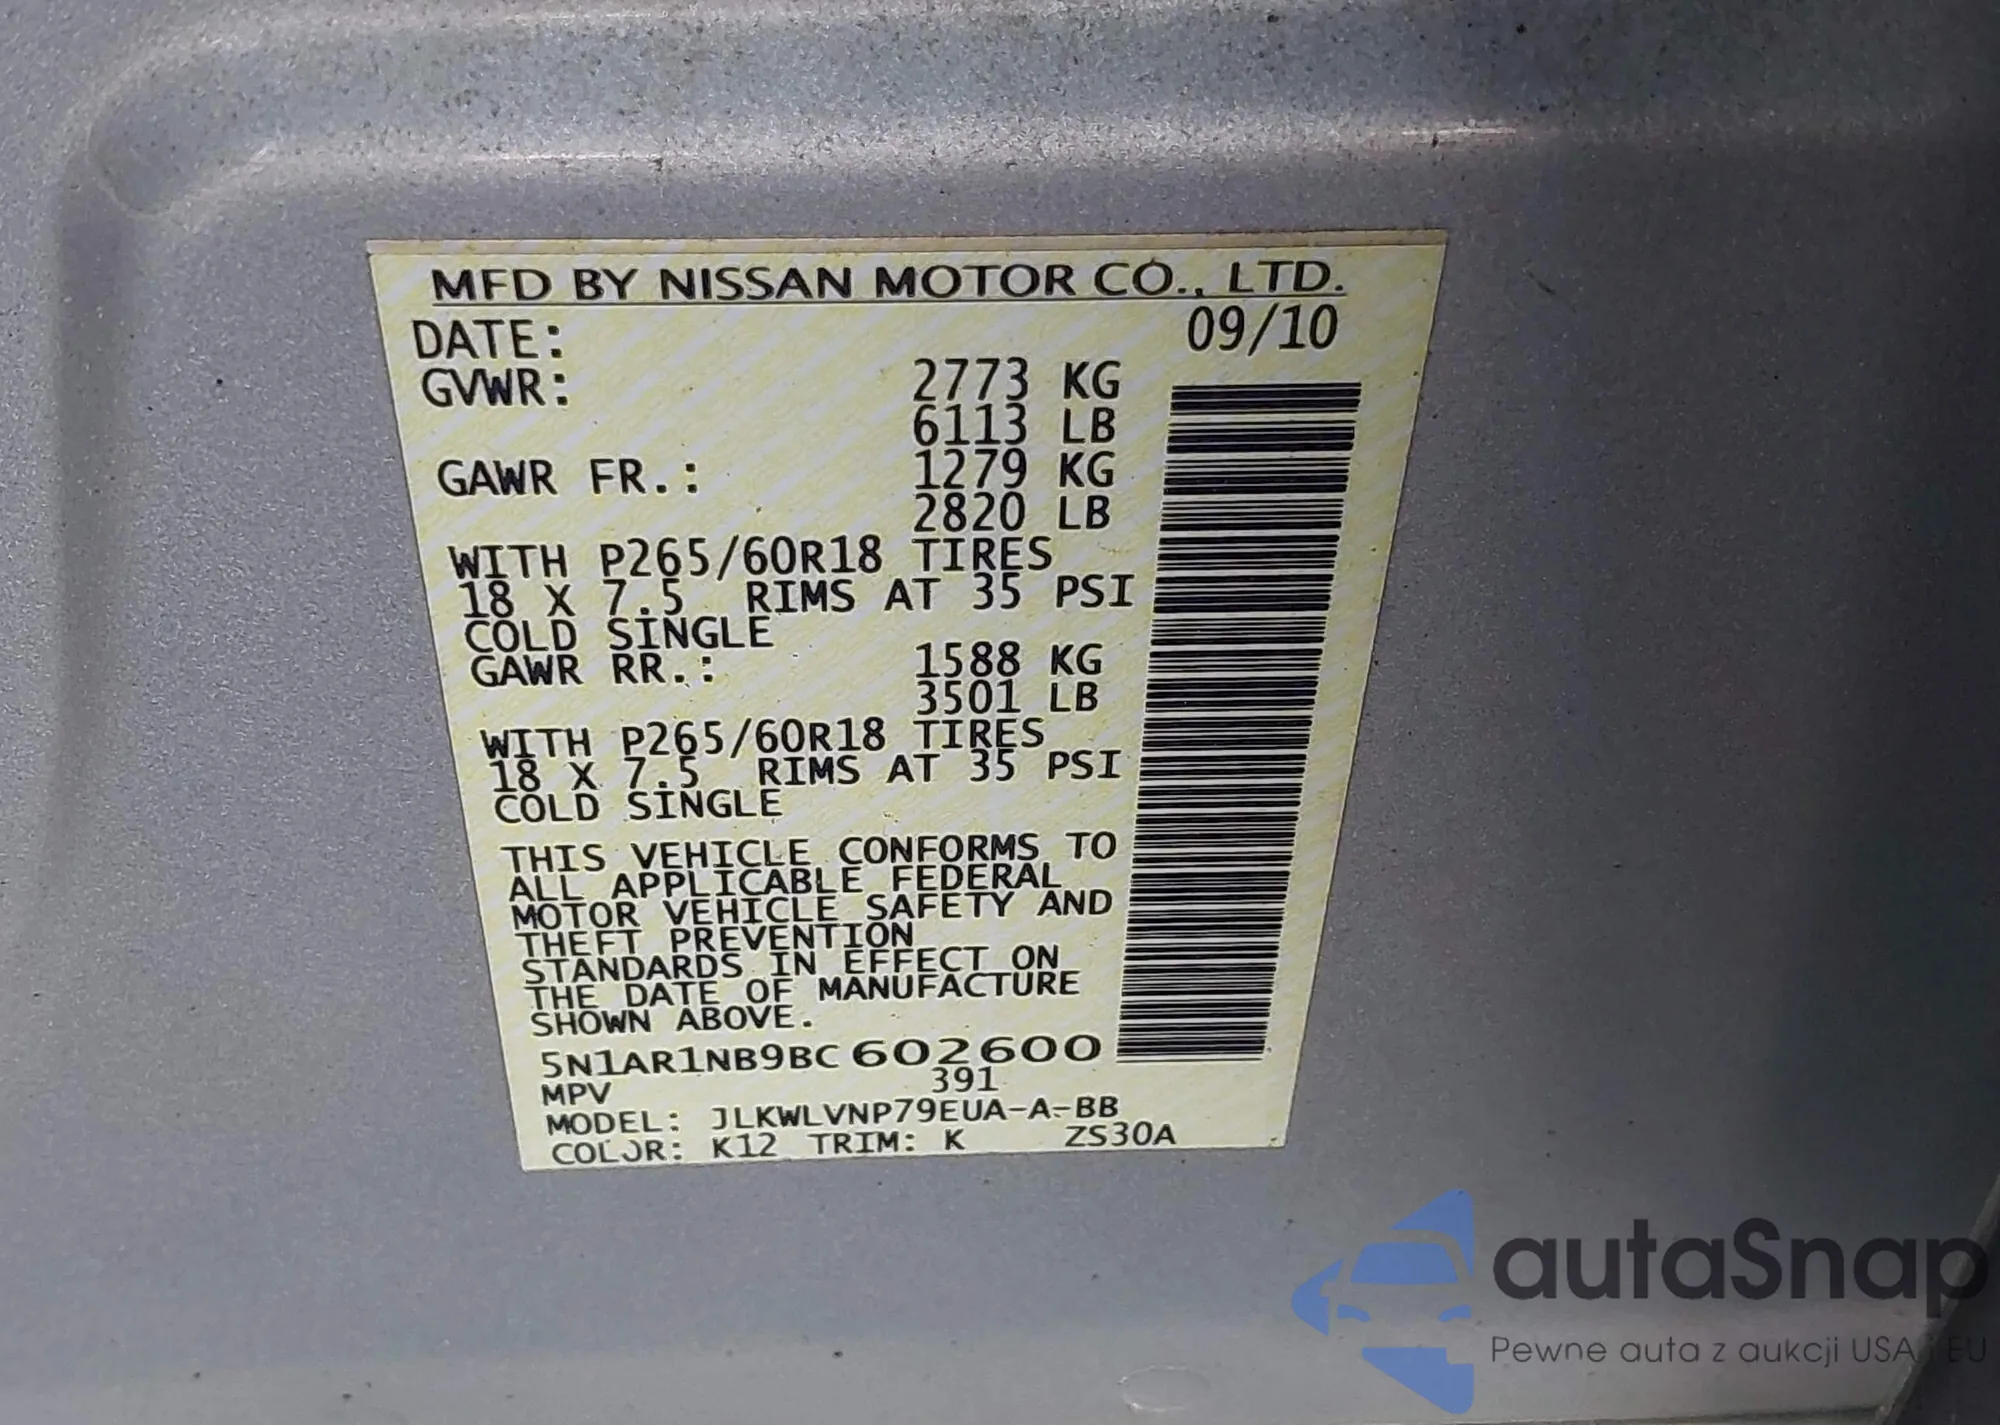 MFD BY NISSAN MOTOR CO., LTD.
DATE: 09/10
GVWR: 2773 KG
6113 LB
GAWR FR.: 1279 KG
2820 LB
WITH P265/60R18 TIRES
18 X 7.5 RIMS AT 35 PSI
COLD SINGLE
GAWR RR.: 1588 KG
3501 LB
WITH P265/60R18 TIRES
18 X 7.5 RIMS AT 35 PSI
COLD SINGLE
THIS VEHICLE CONFORMS TO
ALL APPLICABLE FEDERAL
MOTOR VEHICLE SAFETY AND
THEFT PREVENTION
STANDARDS IN EFFECT ON
THE DATE OF MANUFACTURE
SHOWN ABOVE.
5N1AR1NB9BC602600
MPV 391
MODEL: JLKWLVNP79EUA-A-BB
COLOR: K12 TRIM: K ZS30A
autaSnap
Pewne auta z aukcji USA i EU